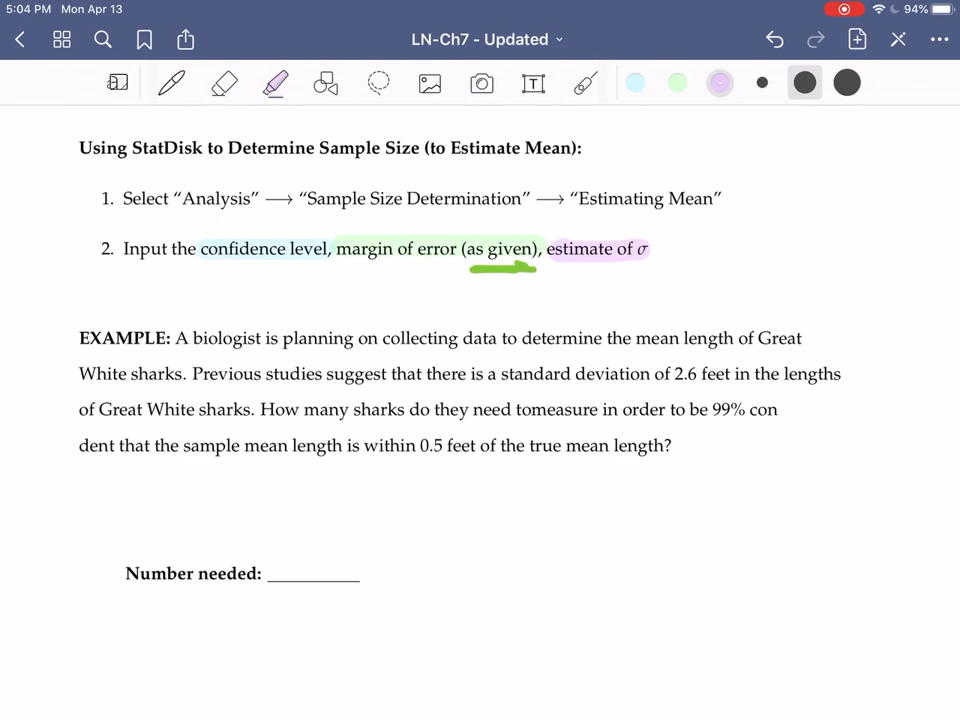 5:04 PM Mon Apr 13 94%
LN-Ch7 - Updated
T
Using StatDisk to Determine Sample Size (to Estimate Mean):
1. Select “Analysis” ⟶ “Sample Size Determination” ⟶ “Estimating Mean”
2. Input the confidence level, margin of error (as given), estimate of σ
EXAMPLE: A biologist is planning on collecting data to determine the mean length of Great
White sharks. Previous studies suggest that there is a standard deviation of 2.6 feet in the lengths
of Great White sharks. How many sharks do they need tomeasure in order to be 99% con
dent that the sample mean length is within 0.5 feet of the true mean length?
Number needed: __________